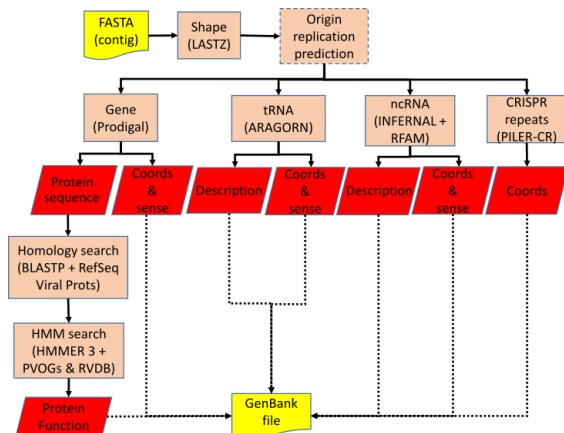 FASTA
(contig)
Shape
(LASTZ)
Origin
replication
prediction
Gene
(Prodigal)
tRNA
(ARAGORN)
ncRNA
(INFERNAL +
RFAM)
CRISPR
repeats
(PILER-CR)
Protein
sequence
Coords
&
sense
Description
Coords
&
sense
Description
Coords
&
sense
Coords
Homology search
(BLASTP + RefSeq
Viral Prots)
HMM search
(HMMER 3 +
PVOGs & RVDB)
Protein
Function
GenBank
file